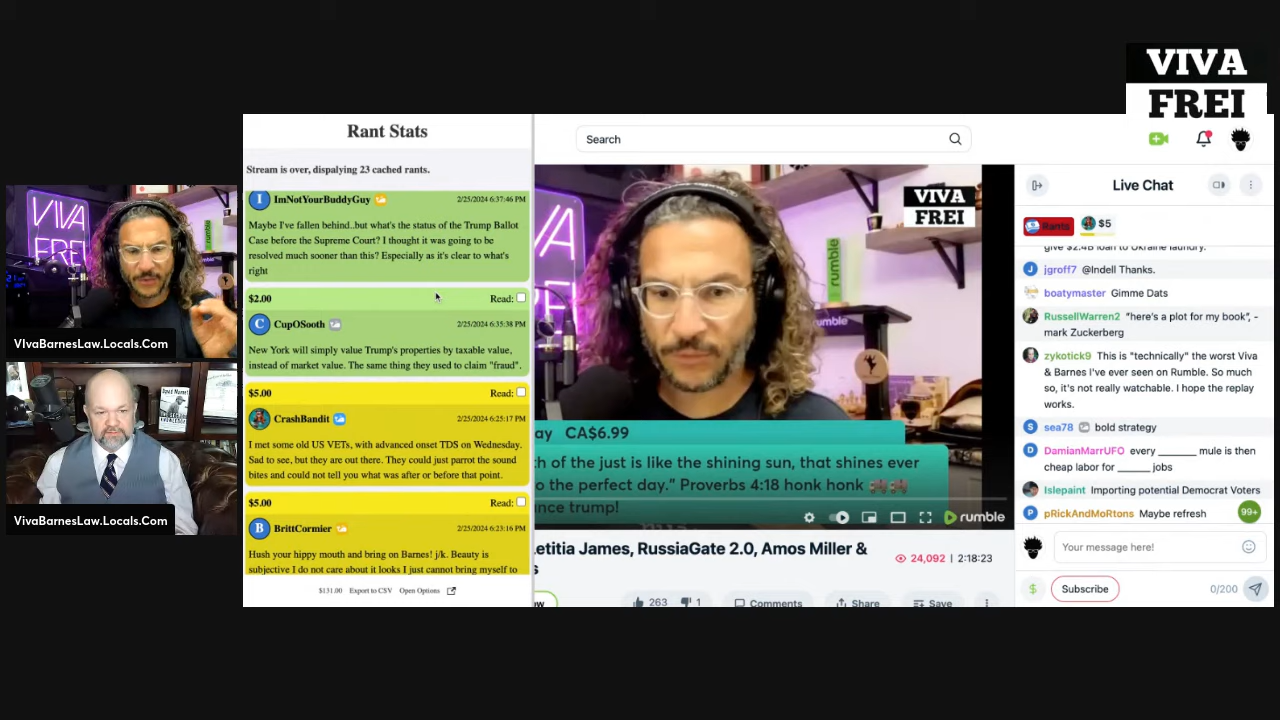 VIVA
FREI
Rant Stats
Stream is over, dispalying 23 cached rants.
ImNotYourBuddyGuy
2/25/2024 6:37:46 PM
Maybe I've fallen behind..but what's the status of the Trump Ballot
Case before the Supreme Court? I thought it was going to be
resolved much sooner than this? Especially as it's clear to what's
right
$2.00
Read:
C
CupOSooth
2/25/2024 6:35:38 PM
New York will simply value Trump's properties by taxable value,
instead of market value. The same thing they used to claim "fraud".
$5.00
Read:
CrashBandit
2/25/2024 6:25:17 PM
I met some old US VETs, with advanced onset TDS on Wednesday.
Sad to see, but they are out there. They could just parrot the sound
bites and could not tell you what was after or before that point.
$5.00
Read:
B
BrittCormier
2/25/2024 6:23:16 PM
Hush your hippy mouth and bring on Barnes! j/k. Beauty is
subjective I do not care about it looks I just cannot bring myself to
$131.00 Export to CSV Open Options
VIVA
FREI
VIvaBarnesLaw.Locals.Com
VivaBarnesLaw.Locals.Com
Search
VIVA
FREI
rumble
rumble
ay CA$6.99
h of the just is like the shining sun, that shines ever
o the perfect day." Proverbs 4:18 honk honk
nce trump!
rumble
Letitia James, RussiaGate 2.0, Amos Miller &
s
24,092 | 2:18:23
ow
263
1
Comments
Share
Save
Live Chat
Rants
$5
give $2.4B loan to Ukraine laundry.
J
jgroff7 @Indell Thanks.
boatymaster Gimme Dats
RussellWarren2 "here's a plot for my book", -
mark Zuckerberg
zykotick9 This is "technically" the worst Viva
& Barnes I've ever seen on Rumble. So much
so, it's not really watchable. I hope the replay
works.
S
sea78 bold strategy
D
DamianMarrUFO every _______ mule is then
cheap labor for ______ jobs
Islepaint Importing potential Democrat Voters
P
pRickAndMoRtons Maybe refresh
99+
Your message here!
$
Subscribe
0/200